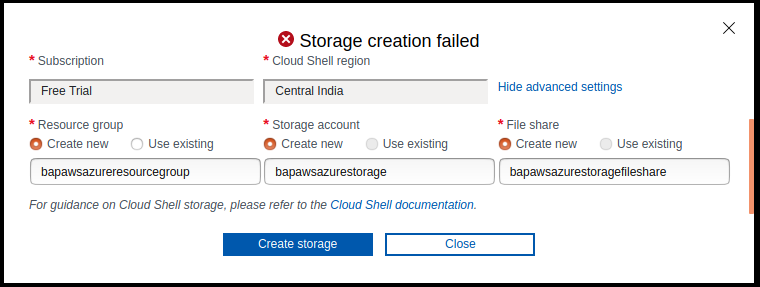 Storage creation failed
* Subscription
* Cloud Shell region
Free Trial
Central India
Hide advanced settings
* Resource group
* Storage account
* File share
Create new
Use existing
Create new
Use existing
Create new
Use existing
bapawsazureresourcegroup
bapawsazurestorage
bapawsazurestoragefileshare
For guidance on Cloud Shell storage, please refer to the Cloud Shell documentation.
Create storage
Close